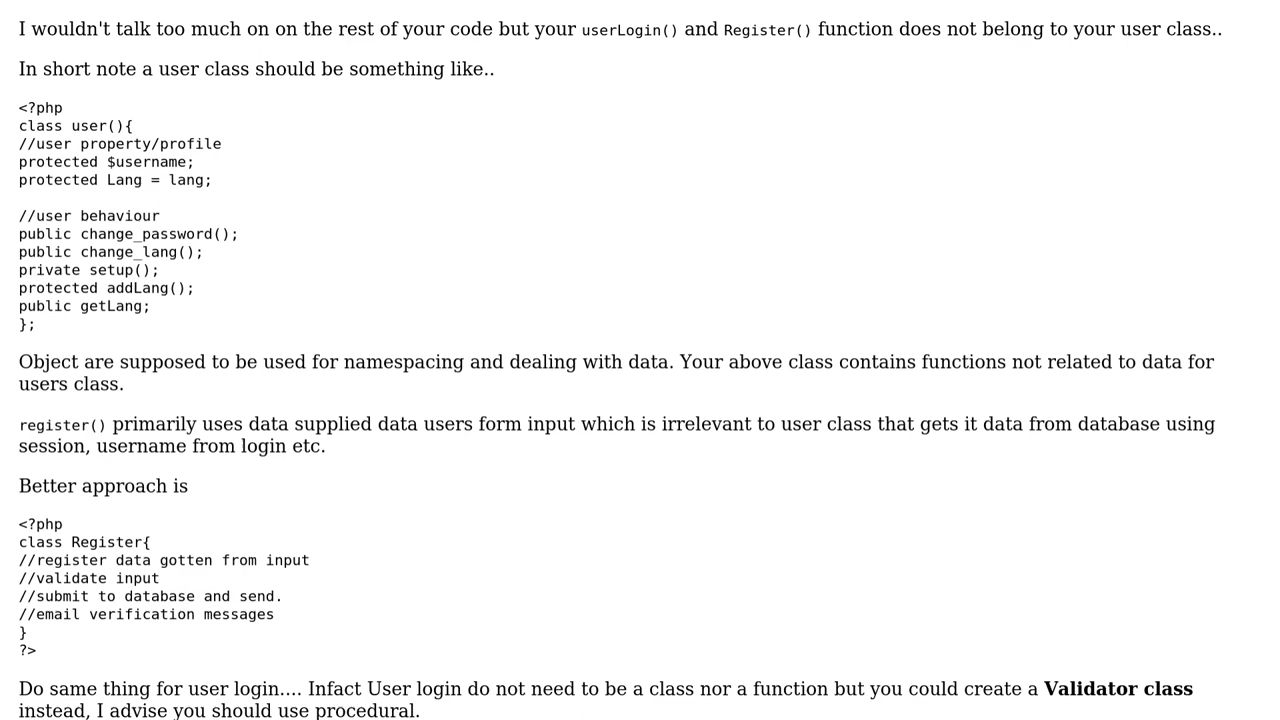 I wouldn't talk too much on on the rest of your code but your userLogin() and Register() function does not belong to your user class..
In short note a user class should be something like..
<?php
class user(){
//user property/profile
protected $username;
protected Lang = lang;
//user behaviour
public change_password();
public change_lang();
private setup();
protected addLang();
public getLang;
};
Object are supposed to be used for namespacing and dealing with data. Your above class contains functions not related to data for
users class.
register() primarily uses data supplied data users form input which is irrelevant to user class that gets it data from database using
session, username from login etc.
Better approach is
<?php
class Register{
//register data gotten from input
//validate input
//submit to database and send.
//email verification messages
}
?>
Do same thing for user login.... Infact User login do not need to be a class nor a function but you could create a Validator class
instead, I advise you should use procedural.